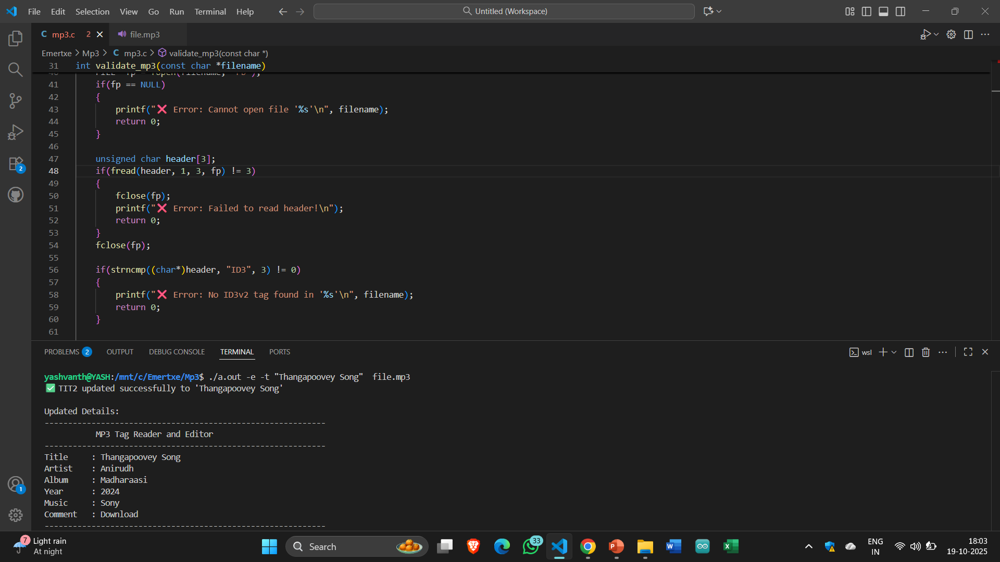 File Edit Selection View Go Run Terminal Help
Untitled (Workspace)
C mp3.c 2
file.mp3
Emertxe > Mp3 > C mp3.c > validate_mp3(const char *)
31 int validate_mp3(const char *filename)
41 if(fp == NULL)
42 {
43 printf("❌ Error: Cannot open file '%s'\n", filename);
44 return 0;
45 }
46
47 unsigned char header[3];
48 if(fread(header, 1, 3, fp) != 3)
49 {
50 fclose(fp);
51 printf("❌ Error: Failed to read header!\n");
52 return 0;
53 }
54 fclose(fp);
55
56 if(strncmp((char*)header, "ID3", 3) != 0)
57 {
58 printf("❌ Error: No ID3v2 tag found in '%s'\n", filename);
59 return 0;
60 }
61
2
1
PROBLEMS 2 OUTPUT DEBUG CONSOLE TERMINAL PORTS
wsl
yashvanth@YASH:/mnt/c/Emertxe/Mp3$ ./a.out -e -t "Thangapoovey Song"  file.mp3
✅ TIT2 updated successfully to 'Thangapoovey Song'
Updated Details:
------------------------------------------------------------
MP3 Tag Reader and Editor
------------------------------------------------------------
Title : Thangapoovey Song
Artist : Anirudh
Album : Madharaasi
Year : 2024
Music : Sony
Comment : Download
------------------------------------------------------------
7 Light rain
At night
Search
33
P
W
X
ENG
IN
18:03
19-10-2025